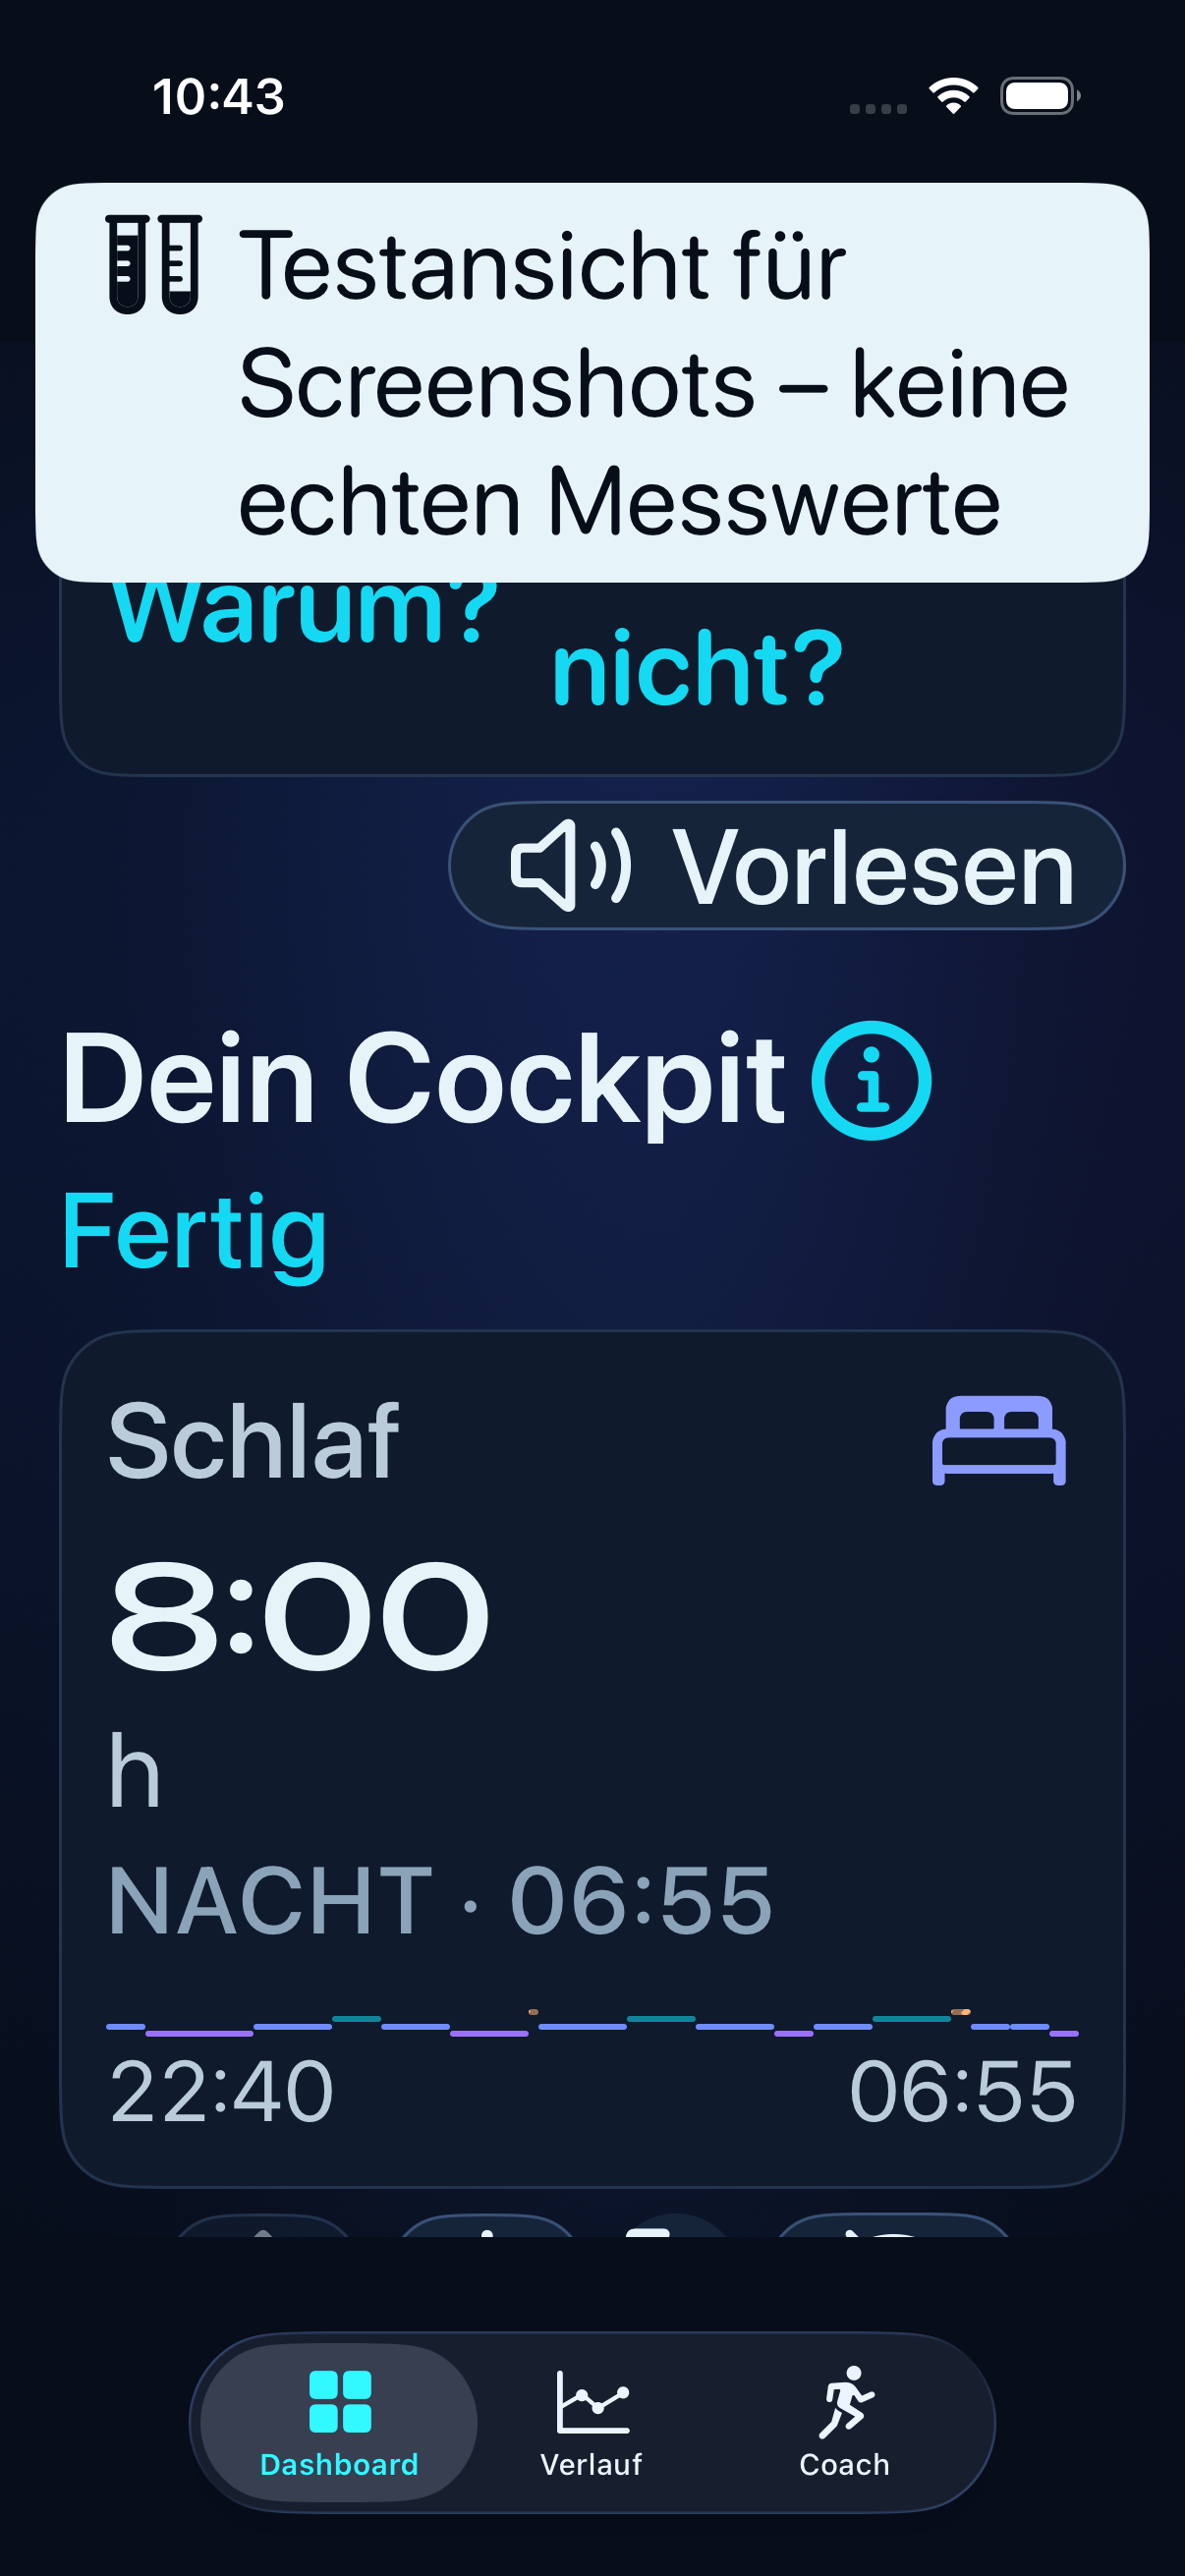 10:43
Testansicht für
Screenshots – keine
echten Messwerte
Warum?
nicht?
Vorlesen
Dein Cockpit
Fertig
Schlaf
8:00
h
NACHT · 06:55
22:40 06:55
Dashboard Verlauf Coach